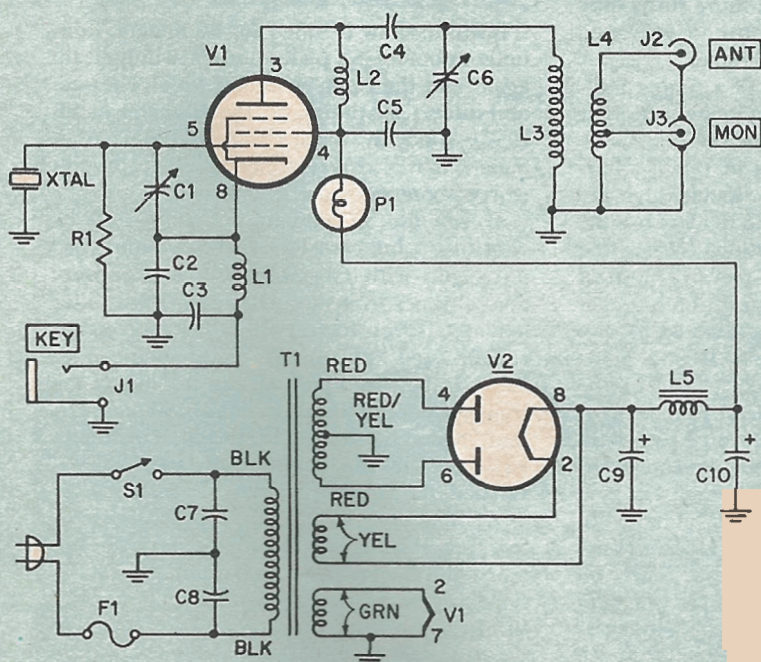 V1
3
C4
L2
C6
L4
J2
ANT
5
C5
L3
J3
MON
4
XTAL
C1
8
P1
R1
C2
L1
C3
KEY
J1
T1
RED
V2
4
8
L5
RED/
YEL
+
+
BLK
6
2
C9
C10
S1
RED
C7
YEL
C8
2
F1
GRN
V1
7
BLK